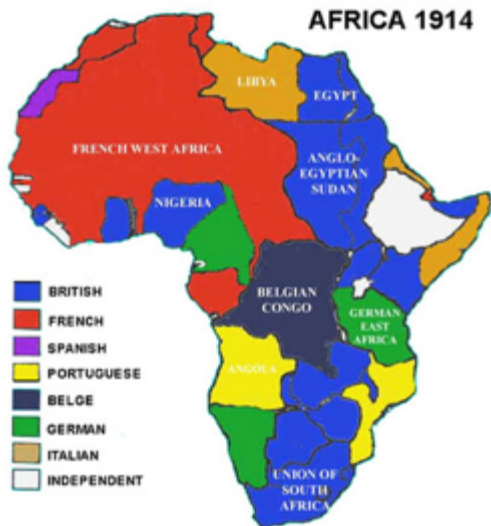 AFRICA 1914
LIBYA
EGYPT
FRENCH WEST AFRICA
ANGLO-
EGYPTIAN
SUDAN
NIGERIA
BELGIAN
CONGO
GERMAN
EAST
AFRICA
ANGOLA
UNION OF
SOUTH
AFRICA
BRITISH
FRENCH
SPANISH
PORTUGUESE
BELGE
GERMAN
ITALIAN
INDEPENDENT